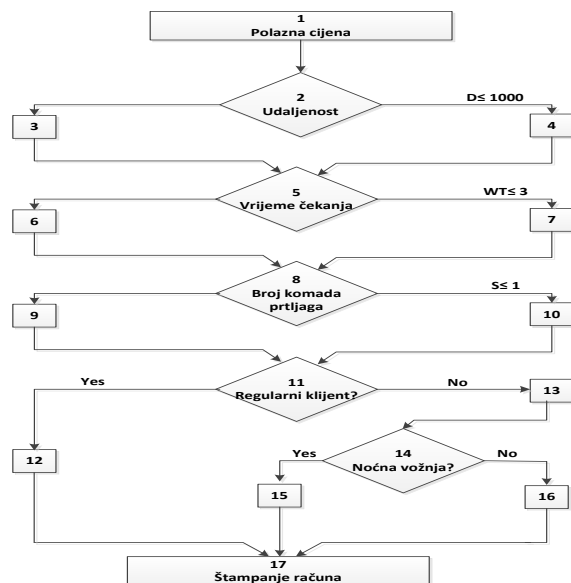 1
Polazna cijena
2
Udaljenost
D≤ 1000
3
4
5
Vrijeme čekanja
WT≤ 3
6
7
8
Broj komada
prtljaga
S≤ 1
9
10
11
Regularni klijent?
Yes
No
13
12
14
Noćna vožnja?
Yes
No
15
16
17
Štampanje računa